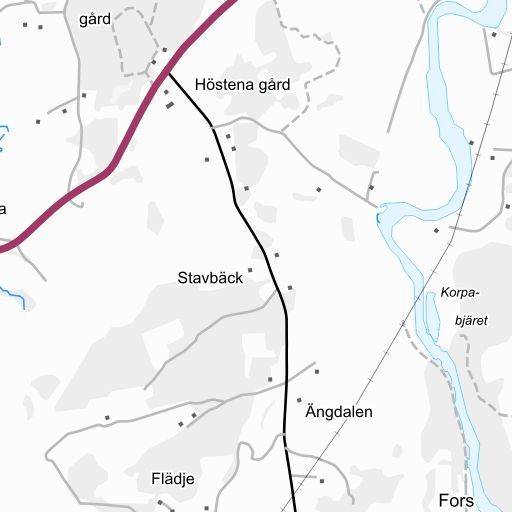 gård
Höstena gård
a
Stavbäck
Korpa-
bjäret
Ängdalen
Flädje
Fors